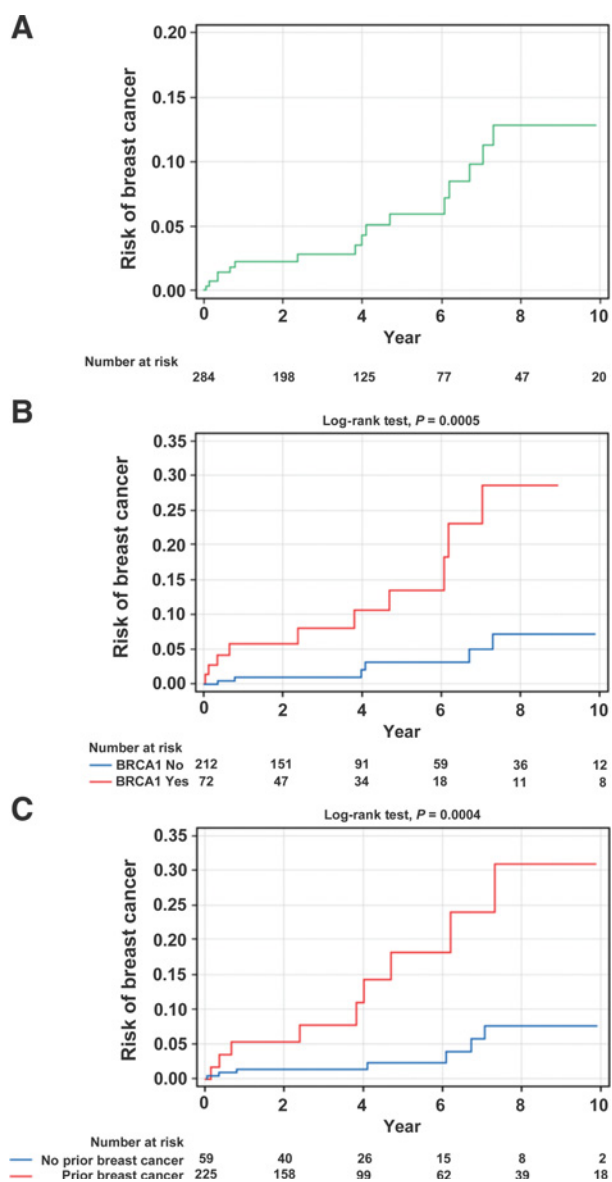 A
Risk of breast cancer
0.20
0.15
0.10
0.05
0.00
0 2 4 6 8 10
Year
Number at risk
284 198 125 77 47 20
B
Log-rank test, P = 0.0005
Risk of breast cancer
0.35
0.30
0.25
0.20
0.15
0.10
0.05
0.00
0 2 4 6 8 10
Year
Number at risk
BRCA1 No 212 151 91 59 36 12
BRCA1 Yes 72 47 34 18 11 8
C
Log-rank test, P = 0.0004
Risk of breast cancer
0.35
0.30
0.25
0.20
0.15
0.10
0.05
0.00
0 2 4 6 8 10
Year
Number at risk
No prior breast cancer 59 40 26 15 8 2
Prior breast cancer 225 158 99 62 39 18